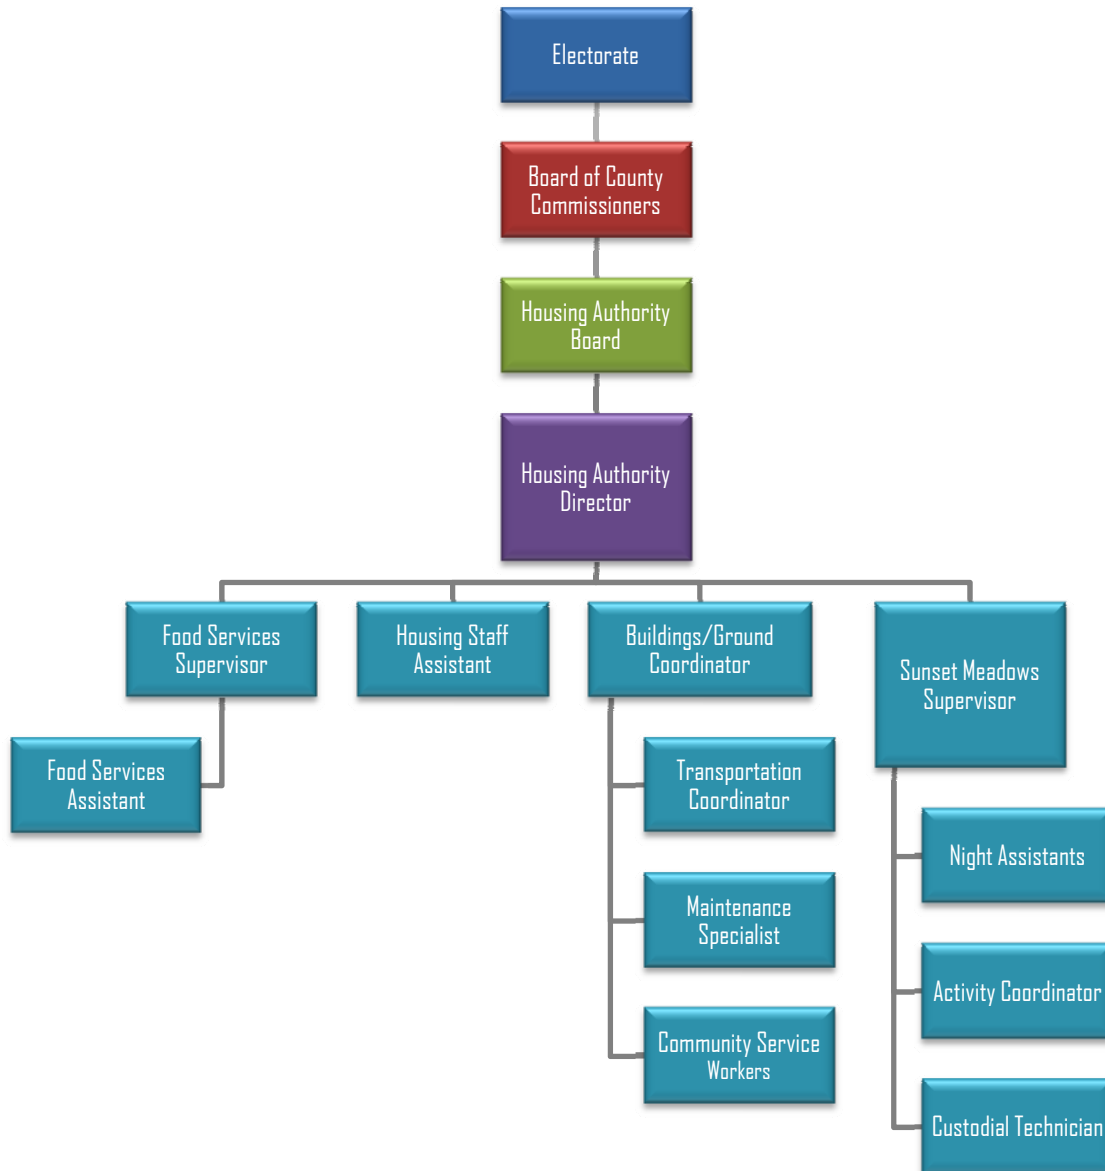 Electorate
Board of County
Commissioners
Housing Authority
Board
Housing Authority
Director
Food Services
Supervisor
Housing Staff
Assistant
Buildings/Ground
Coordinator
Sunset Meadows
Supervisor
Food Services
Assistant
Transportation
Coordinator
Maintenance
Specialist
Community Service
Workers
Night Assistants
Activity Coordinator
Custodial Technician